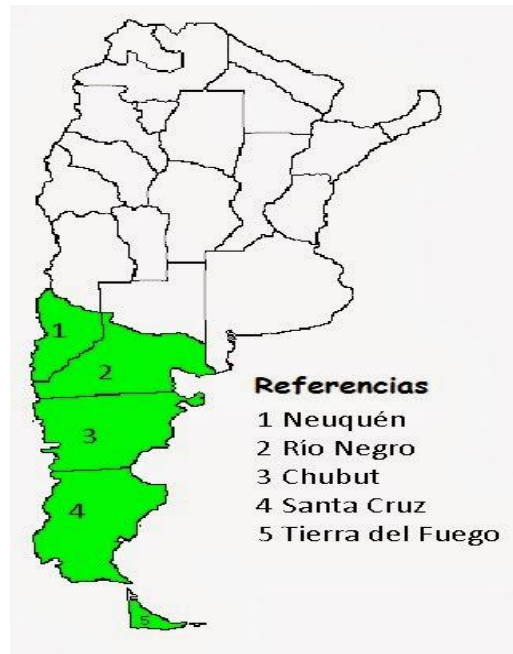 1
2
3
4
5
Referencias
1 Neuquén
2 Río Negro
3 Chubut
4 Santa Cruz
5 Tierra del Fuego